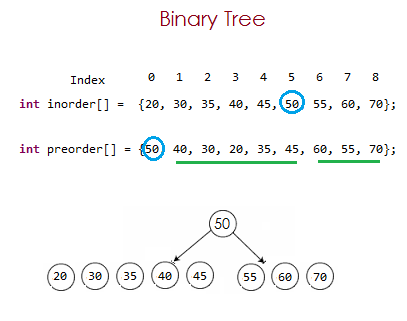 Binary Tree
Index 0 1 2 3 4 5 6 7 8
int inorder[] = {20, 30, 35, 40, 45, 50, 55, 60, 70};
int preorder[] = {50 40, 30, 20, 35, 45, 60, 55, 70};
50
20 30 35 40 45 55 60 70